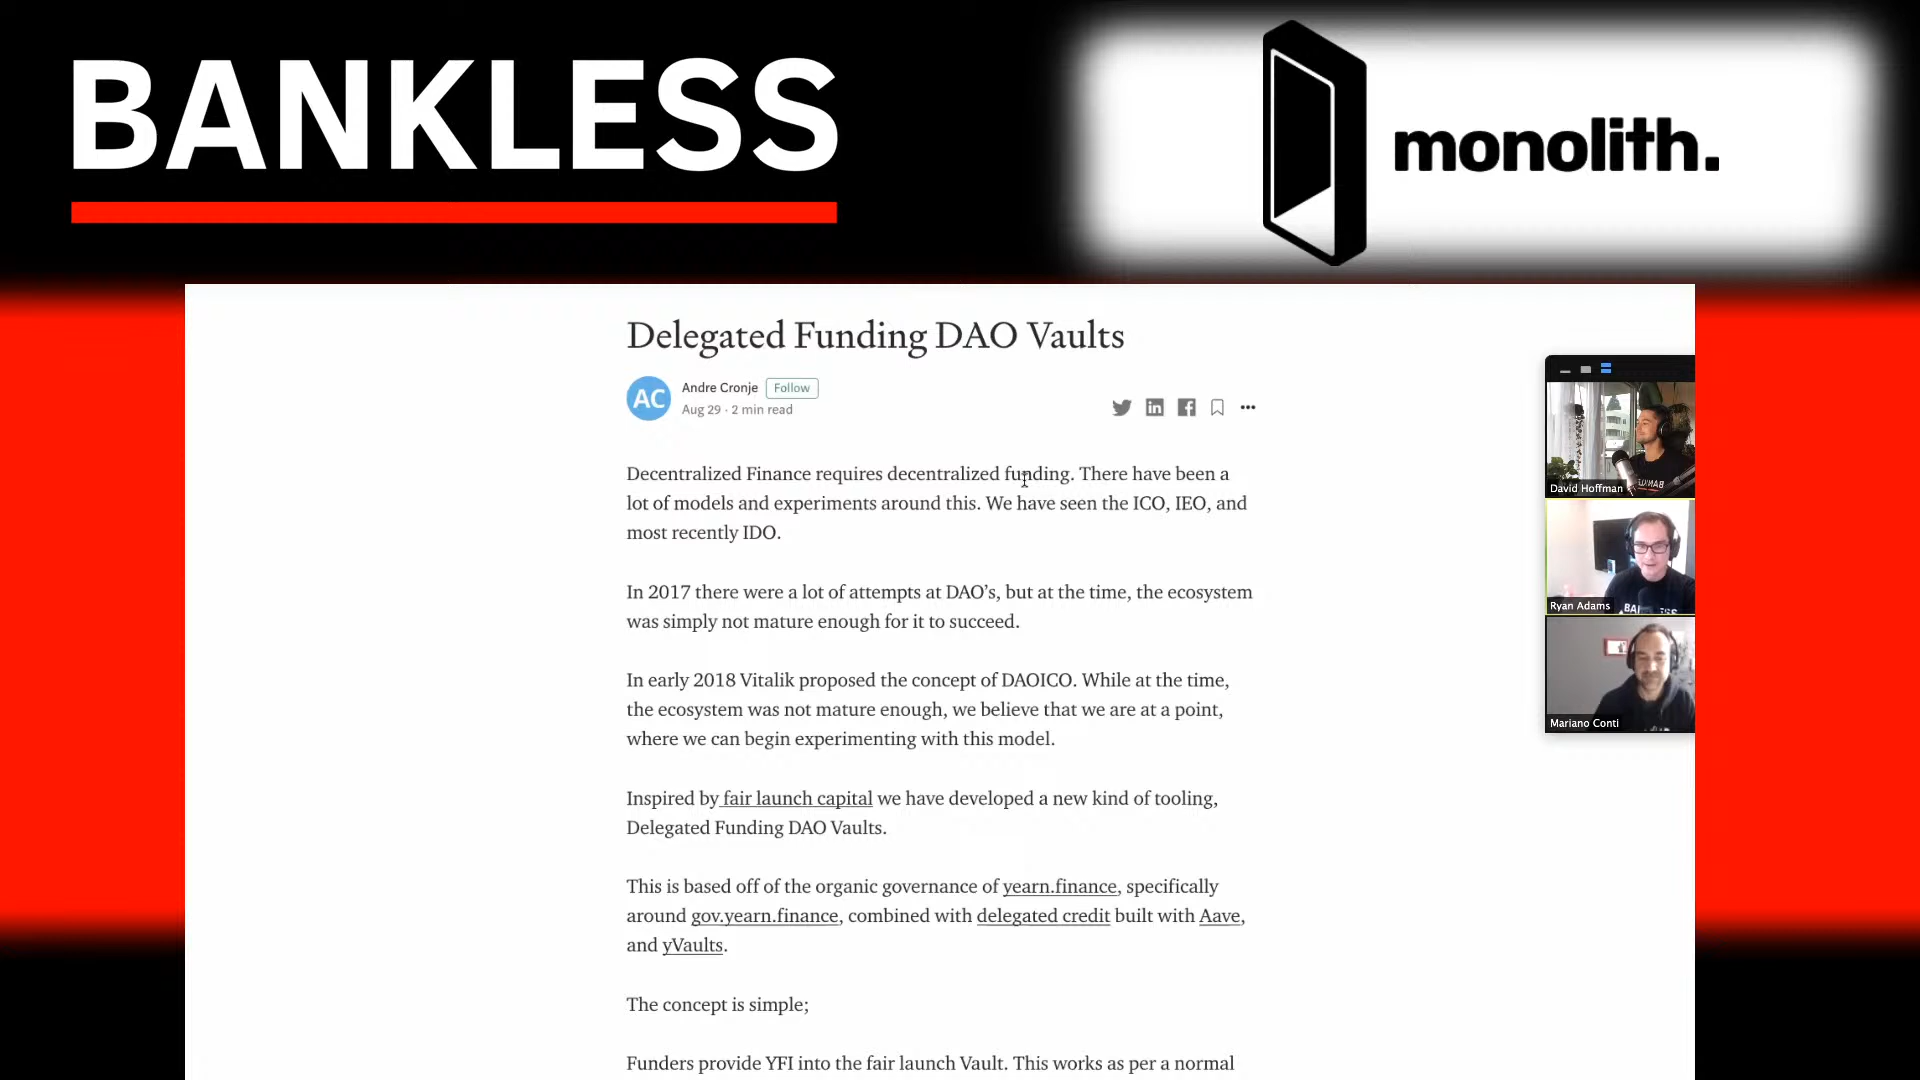 BANKLESS
monolith.
Delegated Funding DAO Vaults
AC
Andre Cronje Follow
Aug 29 · 2 min read
Decentralized Finance requires decentralized funding. There have been a
lot of models and experiments around this. We have seen the ICO, IEO, and
most recently IDO.
In 2017 there were a lot of attempts at DAO’s, but at the time, the ecosystem
was simply not mature enough for it to succeed.
In early 2018 Vitalik proposed the concept of DAOICO. While at the time,
the ecosystem was not mature enough, we believe that we are at a point,
where we can begin experimenting with this model.
Inspired by fair launch capital we have developed a new kind of tooling,
Delegated Funding DAO Vaults.
This is based off of the organic governance of yearn.finance, specifically
around gov.yearn.finance, combined with delegated credit built with Aave,
and yVaults.
The concept is simple;
Funders provide YFI into the fair launch Vault. This works as per a normal
David Hoffman
Ryan Adams
Mariano Conti